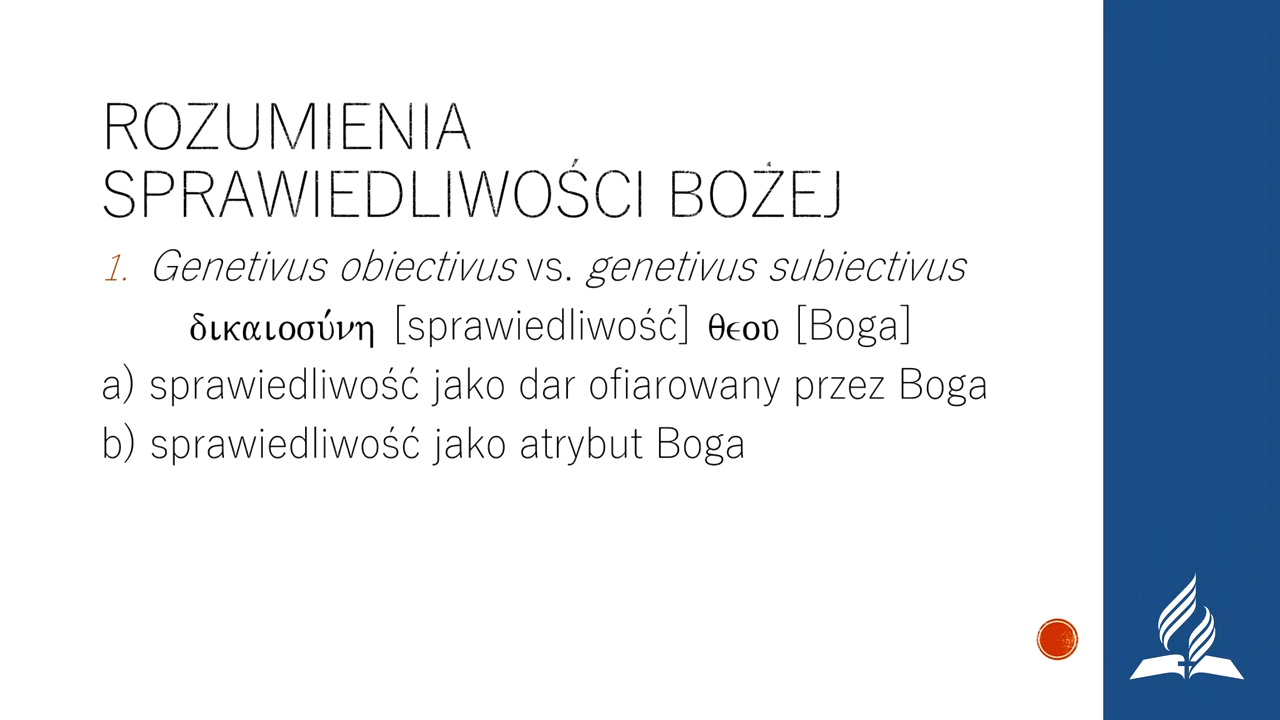 ROZUMIENIA
SPRAWIEDLIWOŚCI BOŻEJ
1. Genetivus obiectivus vs. genetivus subiectivus
δικαιοσύνη [sprawiedliwość] θεου [Boga]
a) sprawiedliwość jako dar ofiarowany przez Boga
b) sprawiedliwość jako atrybut Boga